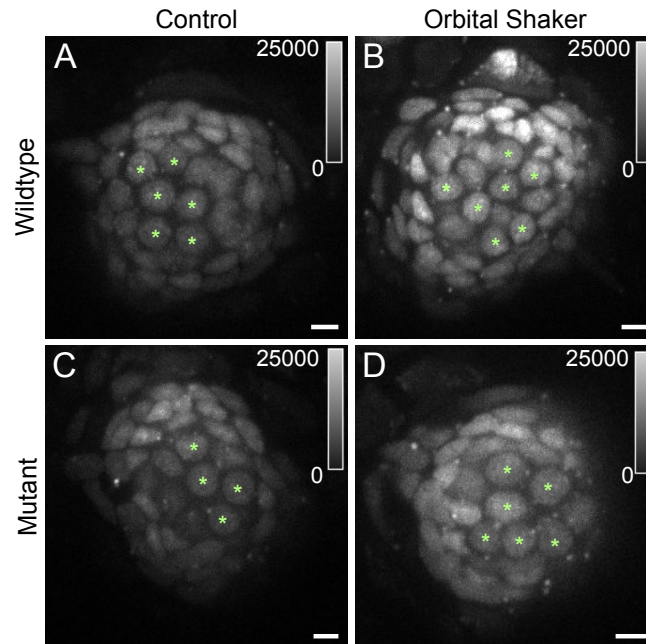 Control
Orbital Shaker
Wildtype
A
25000
0
B
25000
0
Mutant
C
25000
0
D
25000
0